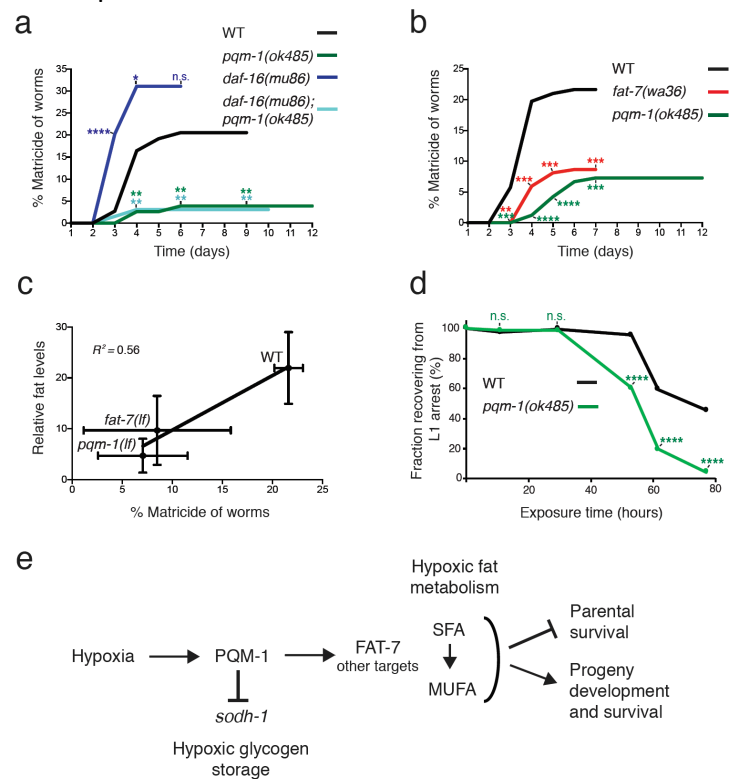 a
WT
pqm-1(ok485)
daf-16(mu86)
daf-16(mu86);
pqm-1(ok485)
% Matricide of worms
35
30
25
20
15
10
5
0
* n.s.
****
** ** **
** ** **
1 2 3 4 5 6 7 8 9 10 11 12
Time (days)
b
WT
fat-7(wa36)
pqm-1(ok485)
% Matricide of worms
25
20
15
10
5
0
*** *** ***
** *** **** **** ***
1 2 3 4 5 6 7 8 9 10 11 12
Time (days)
c
R² = 0.56
WT
fat-7(lf)
pqm-1(lf)
Relative fat levels
30
20
10
0
0 5 10 15 20 25
% Matricide of worms
d
n.s. n.s.
WT
pqm-1(ok485)
****
****
****
Fraction recovering from
L1 arrest (%)
100
80
60
40
20
0
20 40 60 80
Exposure time (hours)
e
Hypoxic fat
metabolism
Hypoxia PQM-1 FAT-7
other targets
SFA
MUFA
Parental
survival
Progeny
development
and survival
sodh-1
Hypoxic glycogen
storage